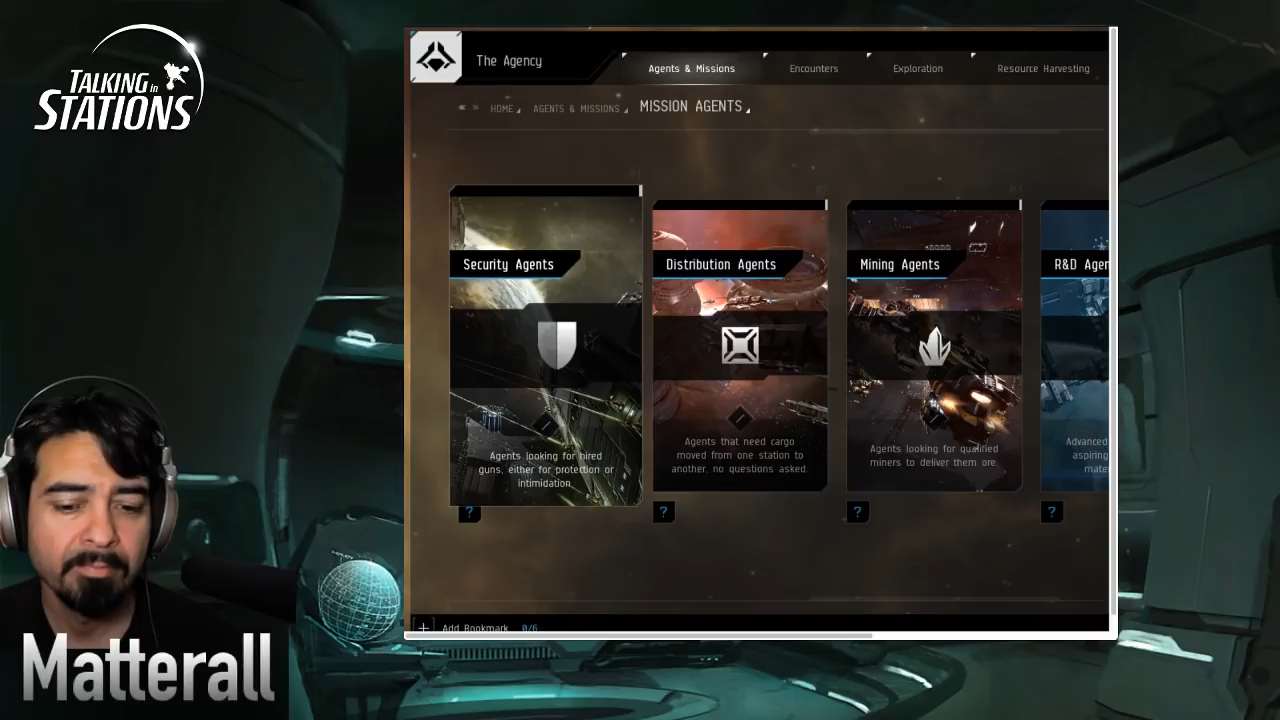 TALKING in
STATIONS
The Agency
Agents & Missions
Encounters
Exploration
Resource Harvesting
HOME
AGENTS & MISSIONS
MISSION AGENTS
Security Agents
Agents looking for hired
guns, either for protection or
intimidation
?
Distribution Agents
Agents that need cargo
moved from one station to
another, no questions asked.
?
Mining Agents
Agents looking for qualified
miners to deliver them ore.
?
R&D Agen
Advanced
aspiring
mate
?
Add Bookmark 0/6
Matterall